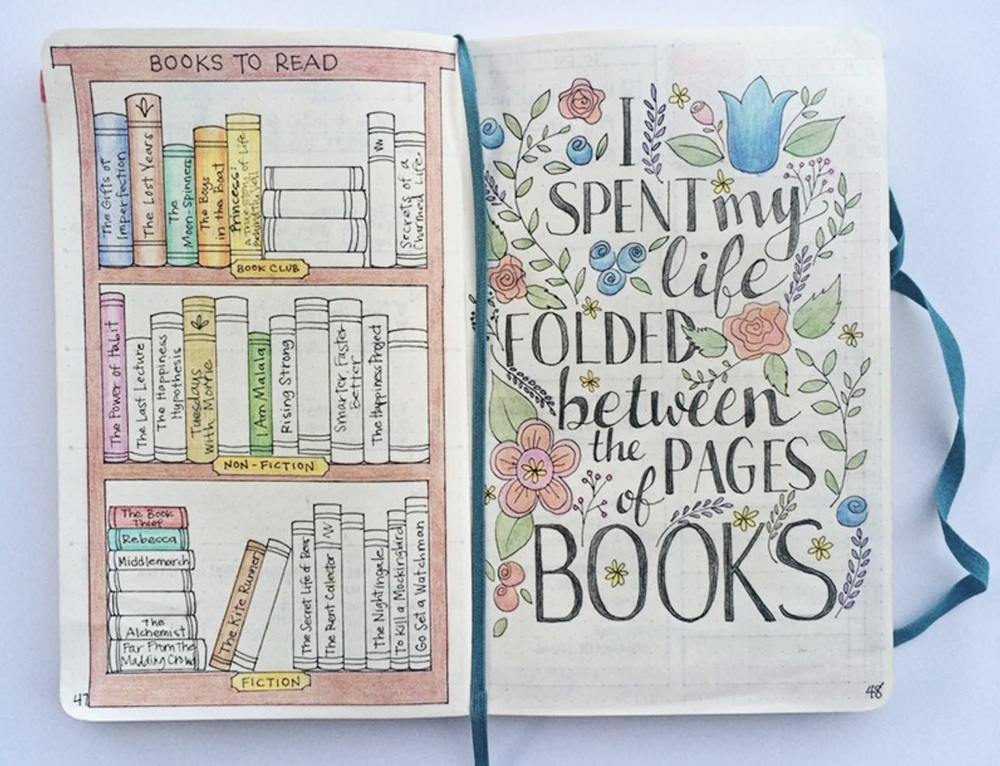 BOOKS TO READ
The Gifts of
Imperfection
The Lost Years
The
Moon-Spinners
The Boys
in the Boat
Princess:
A True Story of Life
Behind the Veil
Secrets of a
Charmed Life
BOOK CLUB
The Power of Habit
The Last Lecture
The Happiness
Hypothesis
Tuesdays
With Morrie
I Am Malala
Rising Strong
Smarter, Faster
Better
The Happiness Project
NON-FICTION
The Book
Thief
Rebecca
Middlemarch
The
Alchemist
Far From The
Madding Crowd
The Kite Runner
The Secret Life of Bees
The Rent Collector
The Nightingale
To Kill a Mockingbird
Go Set a Watchman
FICTION
47
I
SPENT my
life
FOLDED
between
the
PAGES
of
BOOKS
48